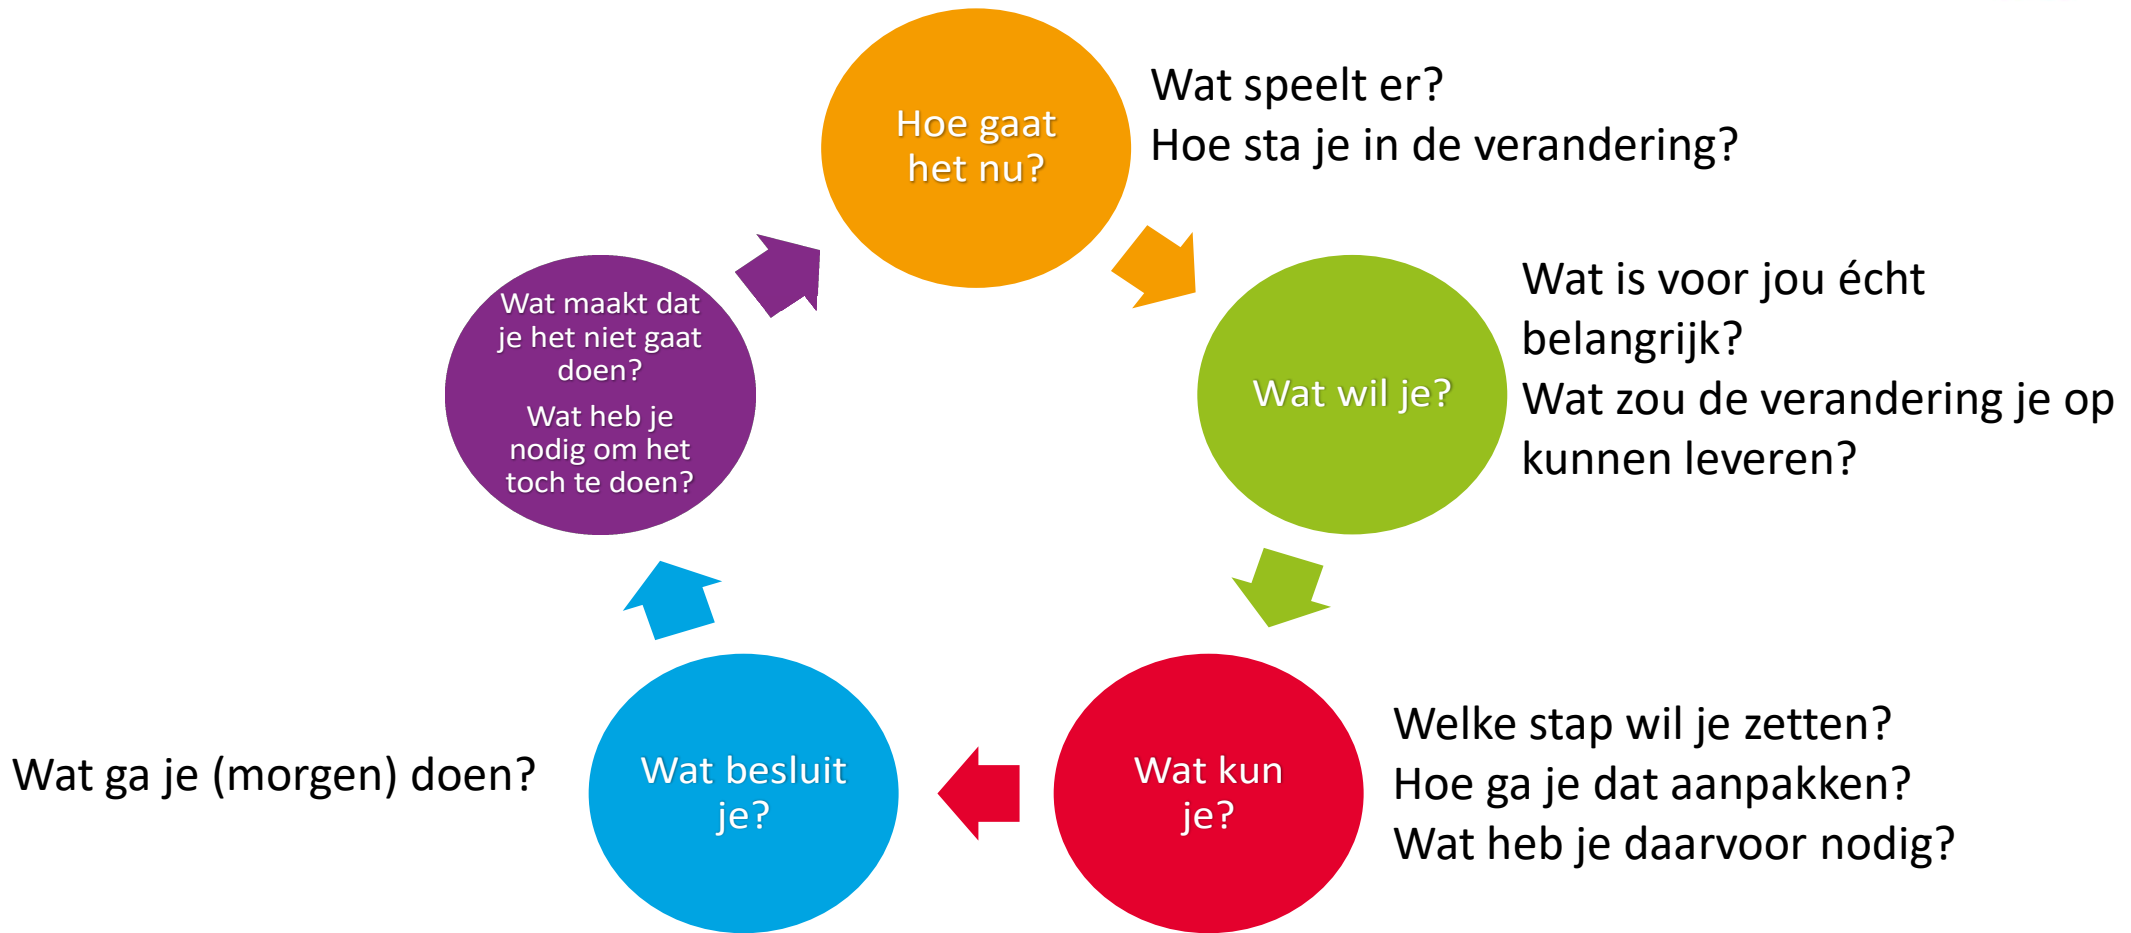 Hoe gaat
het nu?
Wat speelt er?
Hoe sta je in de verandering?
Wat wil je?
Wat is voor jou écht
belangrijk?
Wat zou de verandering je op
kunnen leveren?
Wat kun
je?
Welke stap wil je zetten?
Hoe ga je dat aanpakken?
Wat heb je daarvoor nodig?
Wat besluit
je?
Wat ga je (morgen) doen?
Wat maakt dat
je het niet gaat
doen?
Wat heb je
nodig om het
toch te doen?